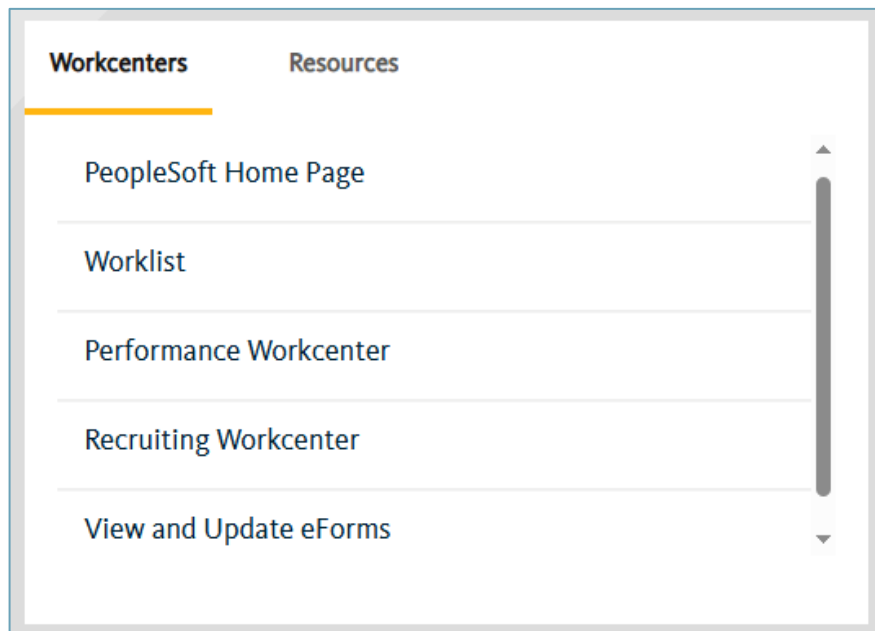 Workcenters Resources
PeopleSoft Home Page
Worklist
Performance Workcenter
Recruiting Workcenter
View and Update eForms